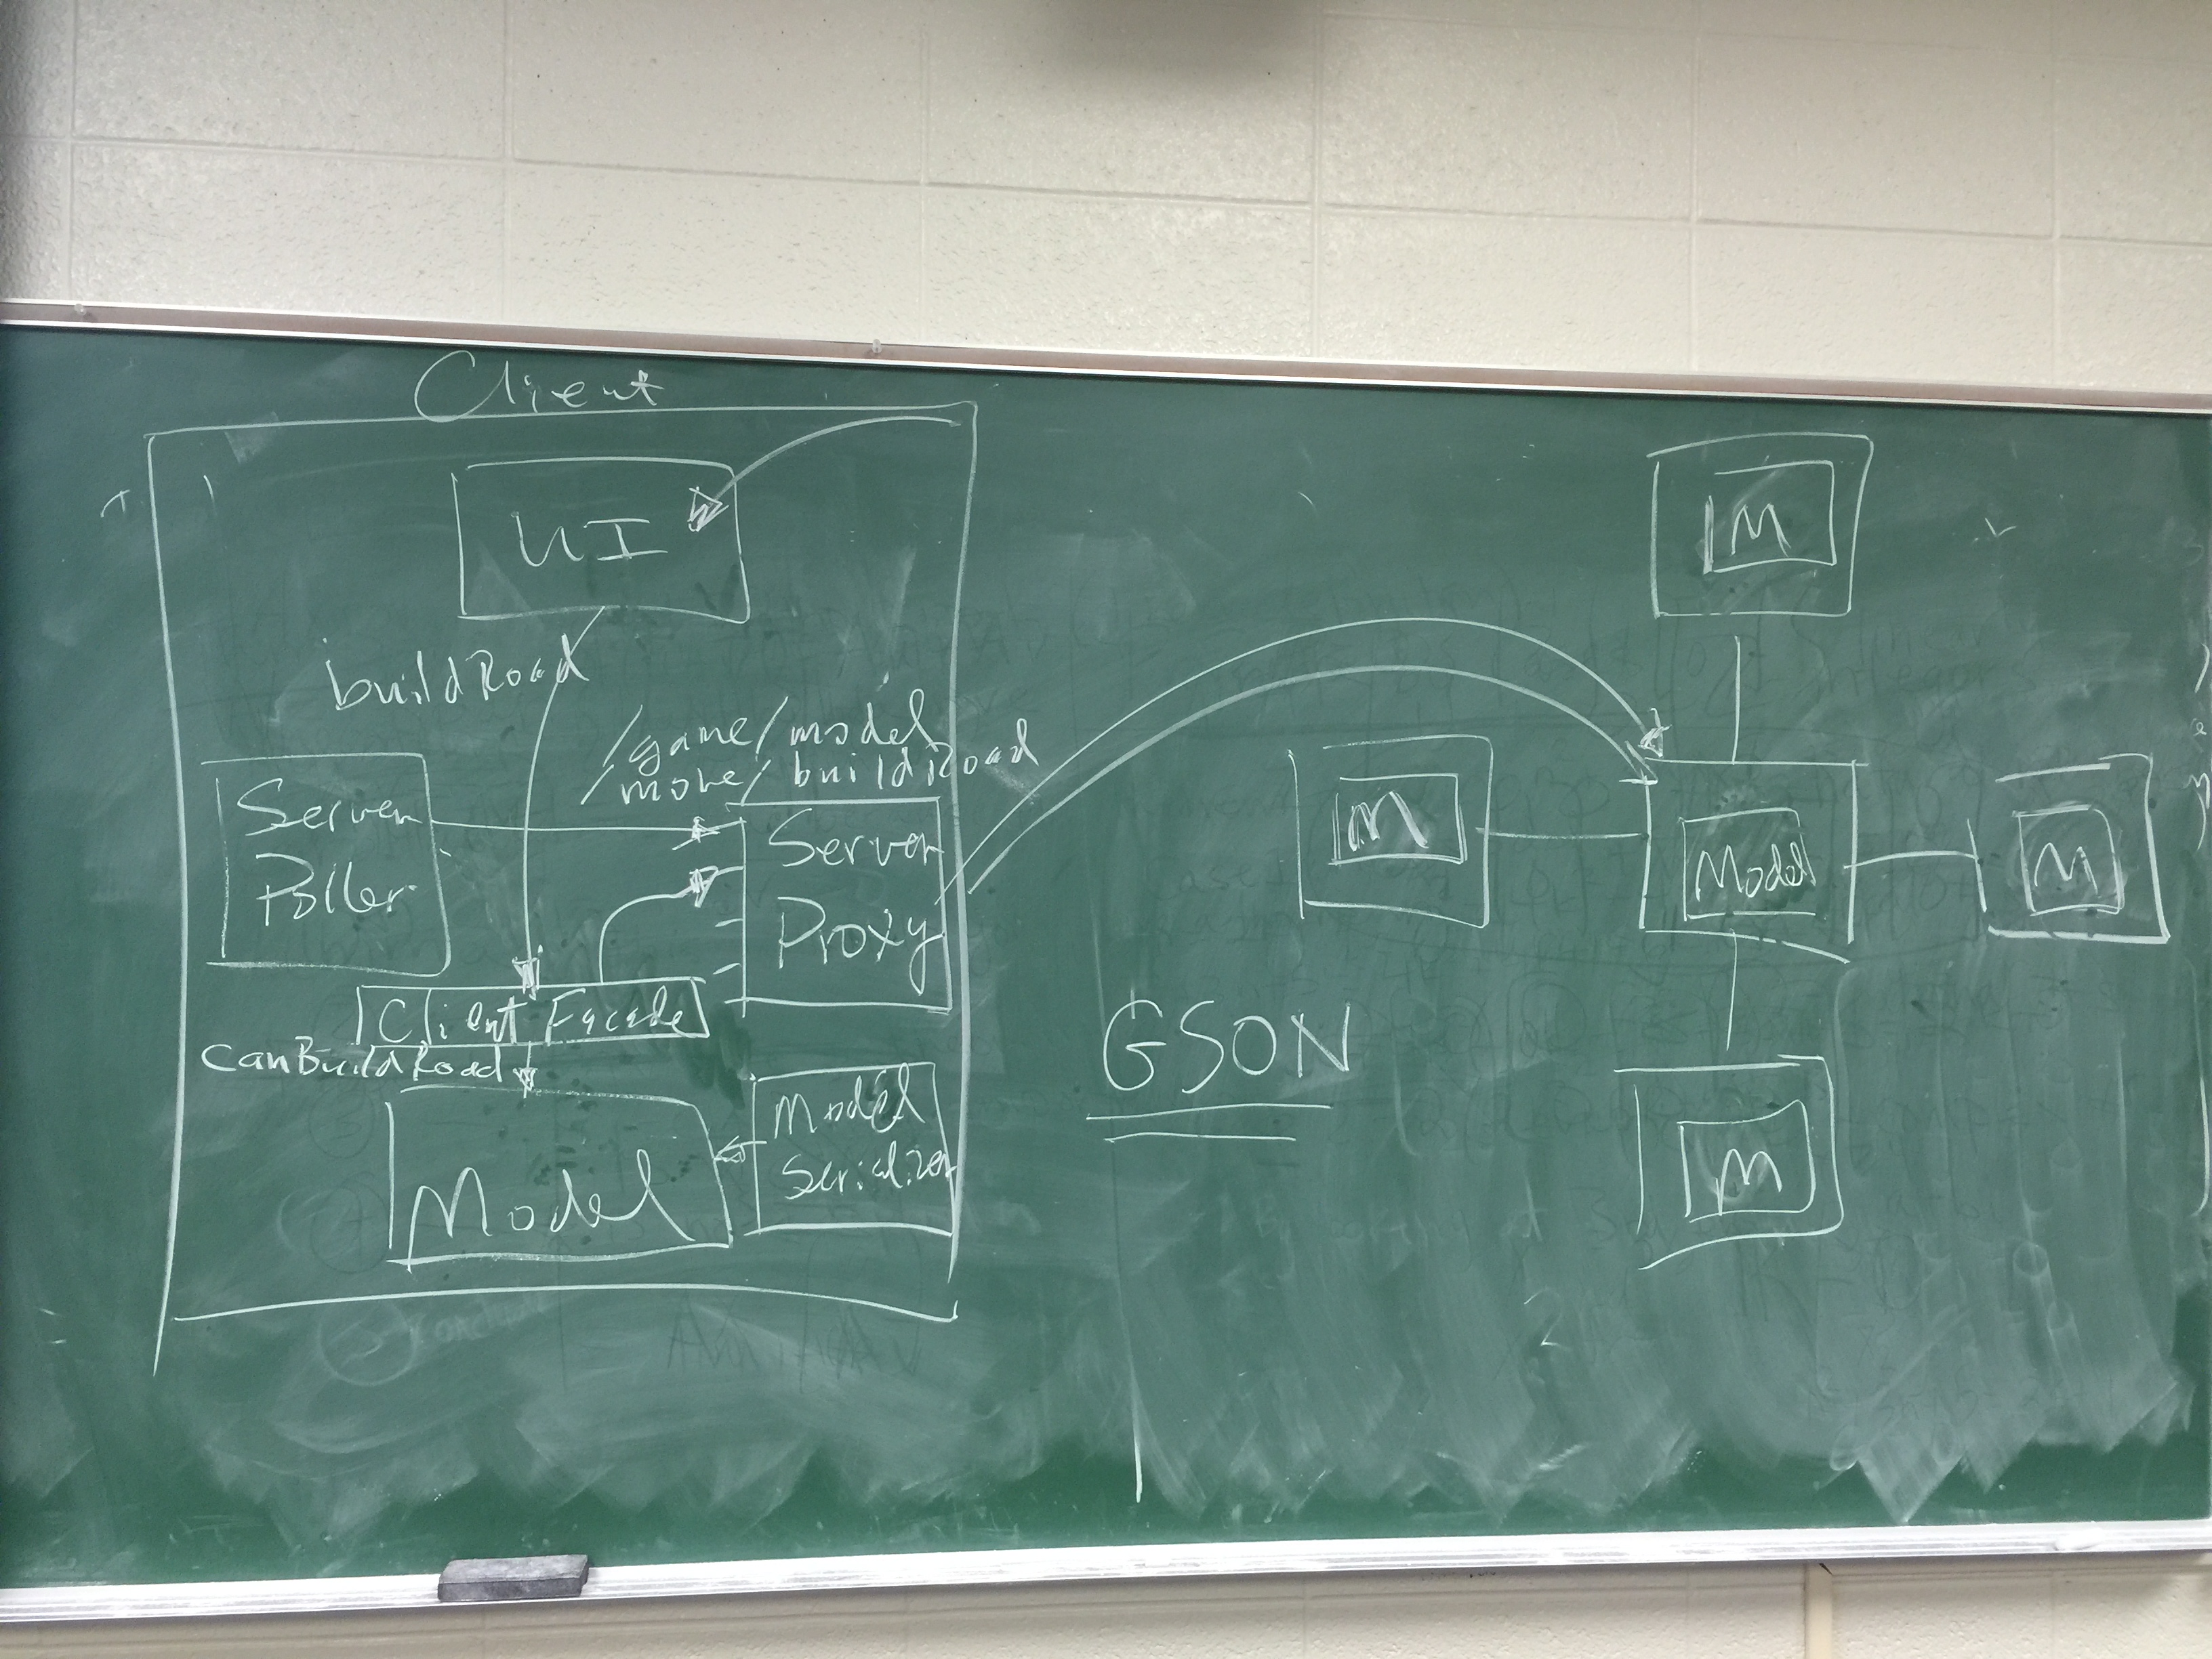 Client
UI
buildRoad
/game/model
/move/buildRoad
Server
Poller
Server
Proxy
Client Facade
canBuildRoad
Model
Model
Serializer
GSON
M
M
Model
M
M
2